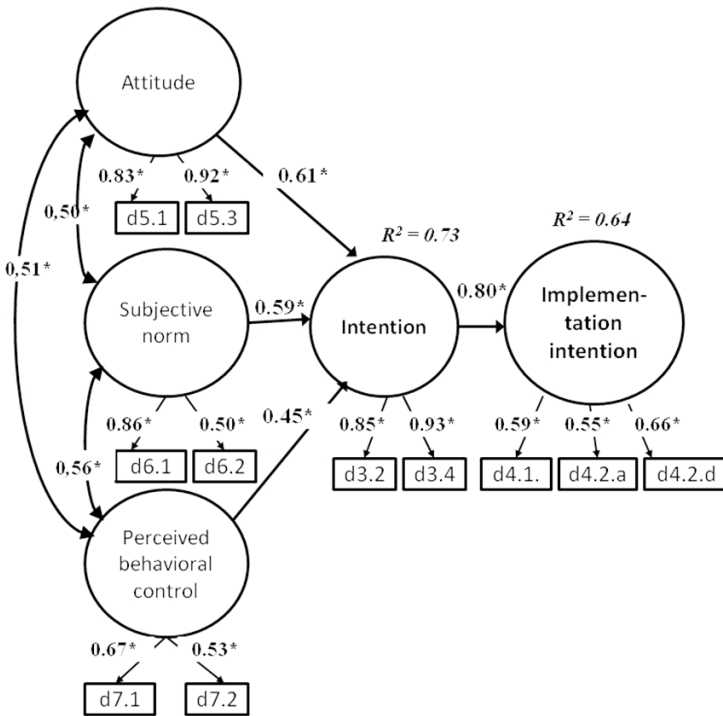 Attitude
0.83*
0.92*
d5.1
d5.3
0.61*
0,50*
0,51*
R² = 0.73
R² = 0.64
Subjective
norm
0.59*
Intention
0.80*
Implemen-
tation
intention
0.86*
0.50*
d6.1
d6.2
0.45*
0.85*
0.93*
d3.2
d3.4
0.59*
0.55*
0.66*
d4.1.
d4.2.a
d4.2.d
0,56*
Perceived
behavioral
control
0.67*
0.53*
d7.1
d7.2